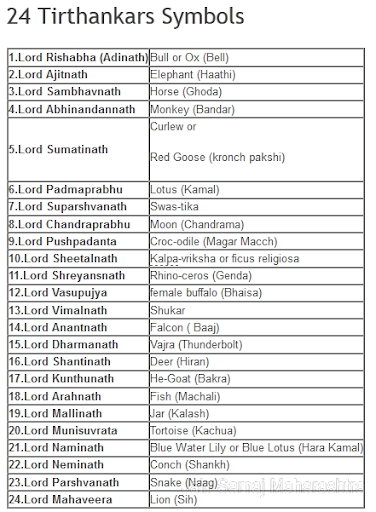 24 Tirthankars Symbols
1.Lord Rishabha (Adinath) Bull or Ox (Bell)
2.Lord Ajitnath Elephant (Haathi)
3.Lord Sambhavnath Horse (Ghoda)
4.Lord Abhinandannath Monkey (Bandar)
5.Lord Sumatinath Curlew or
Red Goose (kronch pakshi)
6.Lord Padmaprabhu Lotus (Kamal)
7.Lord Suparshvanath Swas-tika
8.Lord Chandraprabhu Moon (Chandrama)
9.Lord Pushpadanta Croc-odile (Magar Macch)
10.Lord Sheetalnath Kalpa-vriksha or ficus religiosa
11.Lord Shreyansnath Rhino-ceros (Genda)
12.Lord Vasupujya female buffalo (Bhaisa)
13.Lord Vimalnath Shukar
14.Lord Anantnath Falcon ( Baaj)
15.Lord Dharmanath Vajra (Thunderbolt)
16.Lord Shantinath Deer (Hiran)
17.Lord Kunthunath He-Goat (Bakra)
18.Lord Arahnath Fish (Machali)
19.Lord Mallinath Jar (Kalash)
20.Lord Munisuvrata Tortoise (Kachua)
21.Lord Naminath Blue Water Lily or Blue Lotus (Hara Kamal)
22.Lord Neminath Conch (Shankh)
23.Lord Parshvanath Snake (Naag)
24.Lord Mahaveera Lion (Sih)
Maharashtra